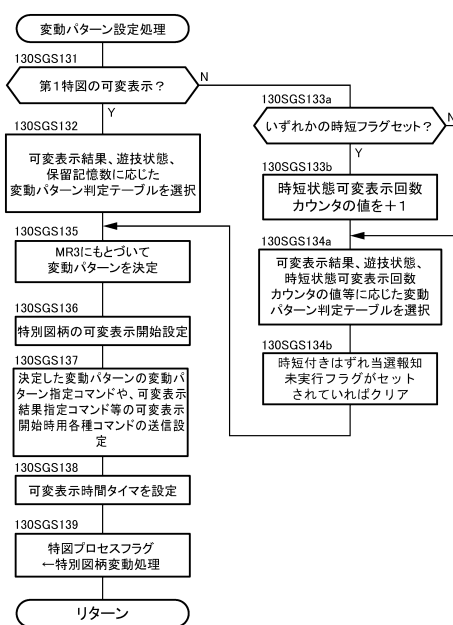 変動パターン設定処理
130SGS131
第1特図の可変表示?
N
Y
130SGS132
可変表示結果、遊技状態、
保留記憶数に応じた
変動パターン判定テーブルを選択
130SGS135
MR3にもとづいて
変動パターンを決定
130SGS136
特別図柄の可変表示開始設定
130SGS137
決定した変動パターンの変動パ
ターン指定コマンドや、可変表示
結果指定コマンド等の可変表示
開始時用各種コマンドの送信設
定
130SGS138
可変表示時間タイマを設定
130SGS139
特図プロセスフラグ
←特別図柄変動処理
リターン
130SGS133a
いずれかの時短フラグセット?
N
Y
130SGS133b
時短状態可変表示回数
カウンタの値を+1
130SGS134a
可変表示結果、遊技状態、
時短状態可変表示回数
カウンタの値等に応じた変動
パターン判定テーブルを選択
130SGS134b
時短付きはずれ当選報知
未実行フラグがセット
されていればクリア